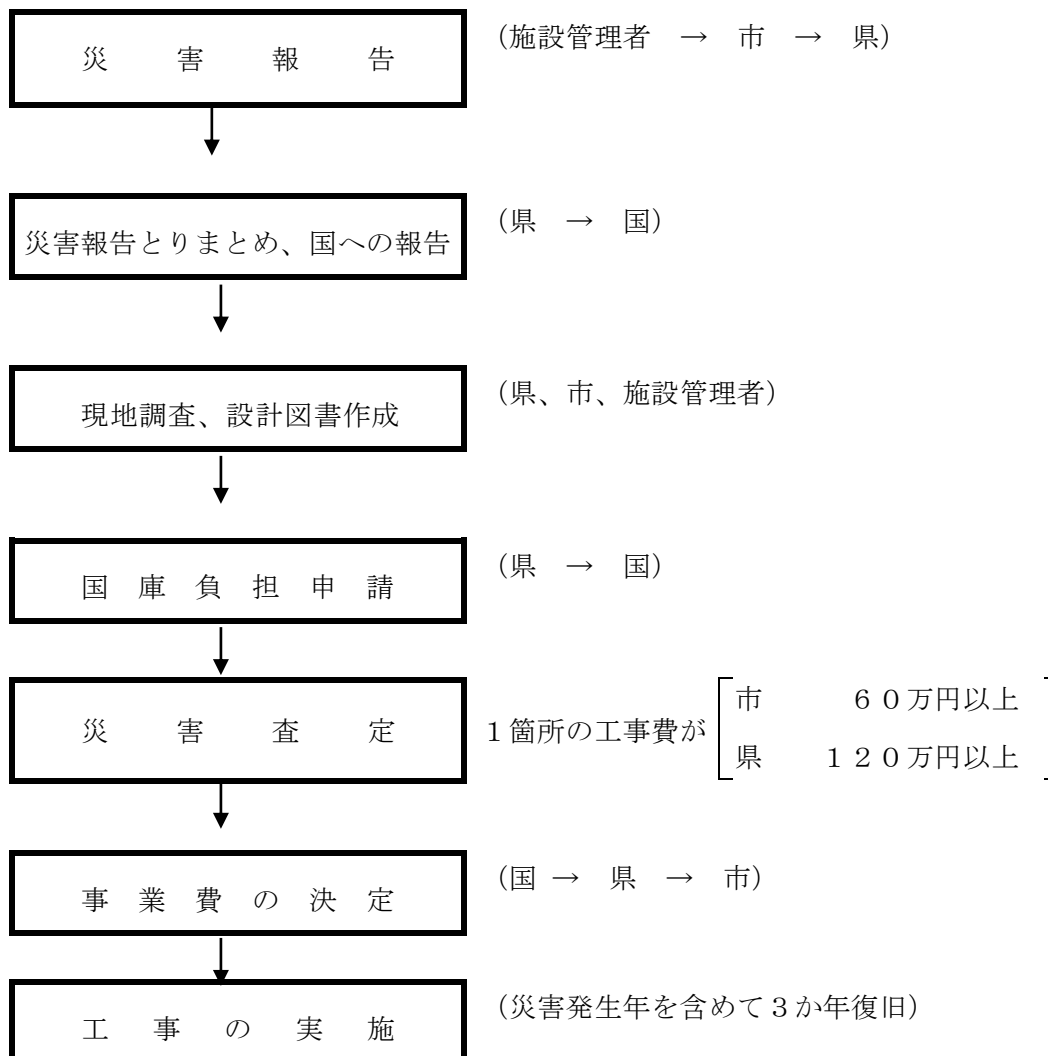 災害報告
（施設管理者　→　市　→　県）
災害報告とりまとめ、国への報告
（県　→　国）
現地調査、設計図書作成
（県、市、施設管理者）
国庫負担申請
（県　→　国）
災害査定
１箇所の工事費が
市　６０万円以上
県　１２０万円以上
事業費の決定
（国 →　県　→　市）
工事の実施
（災害発生年を含めて３か年復旧）